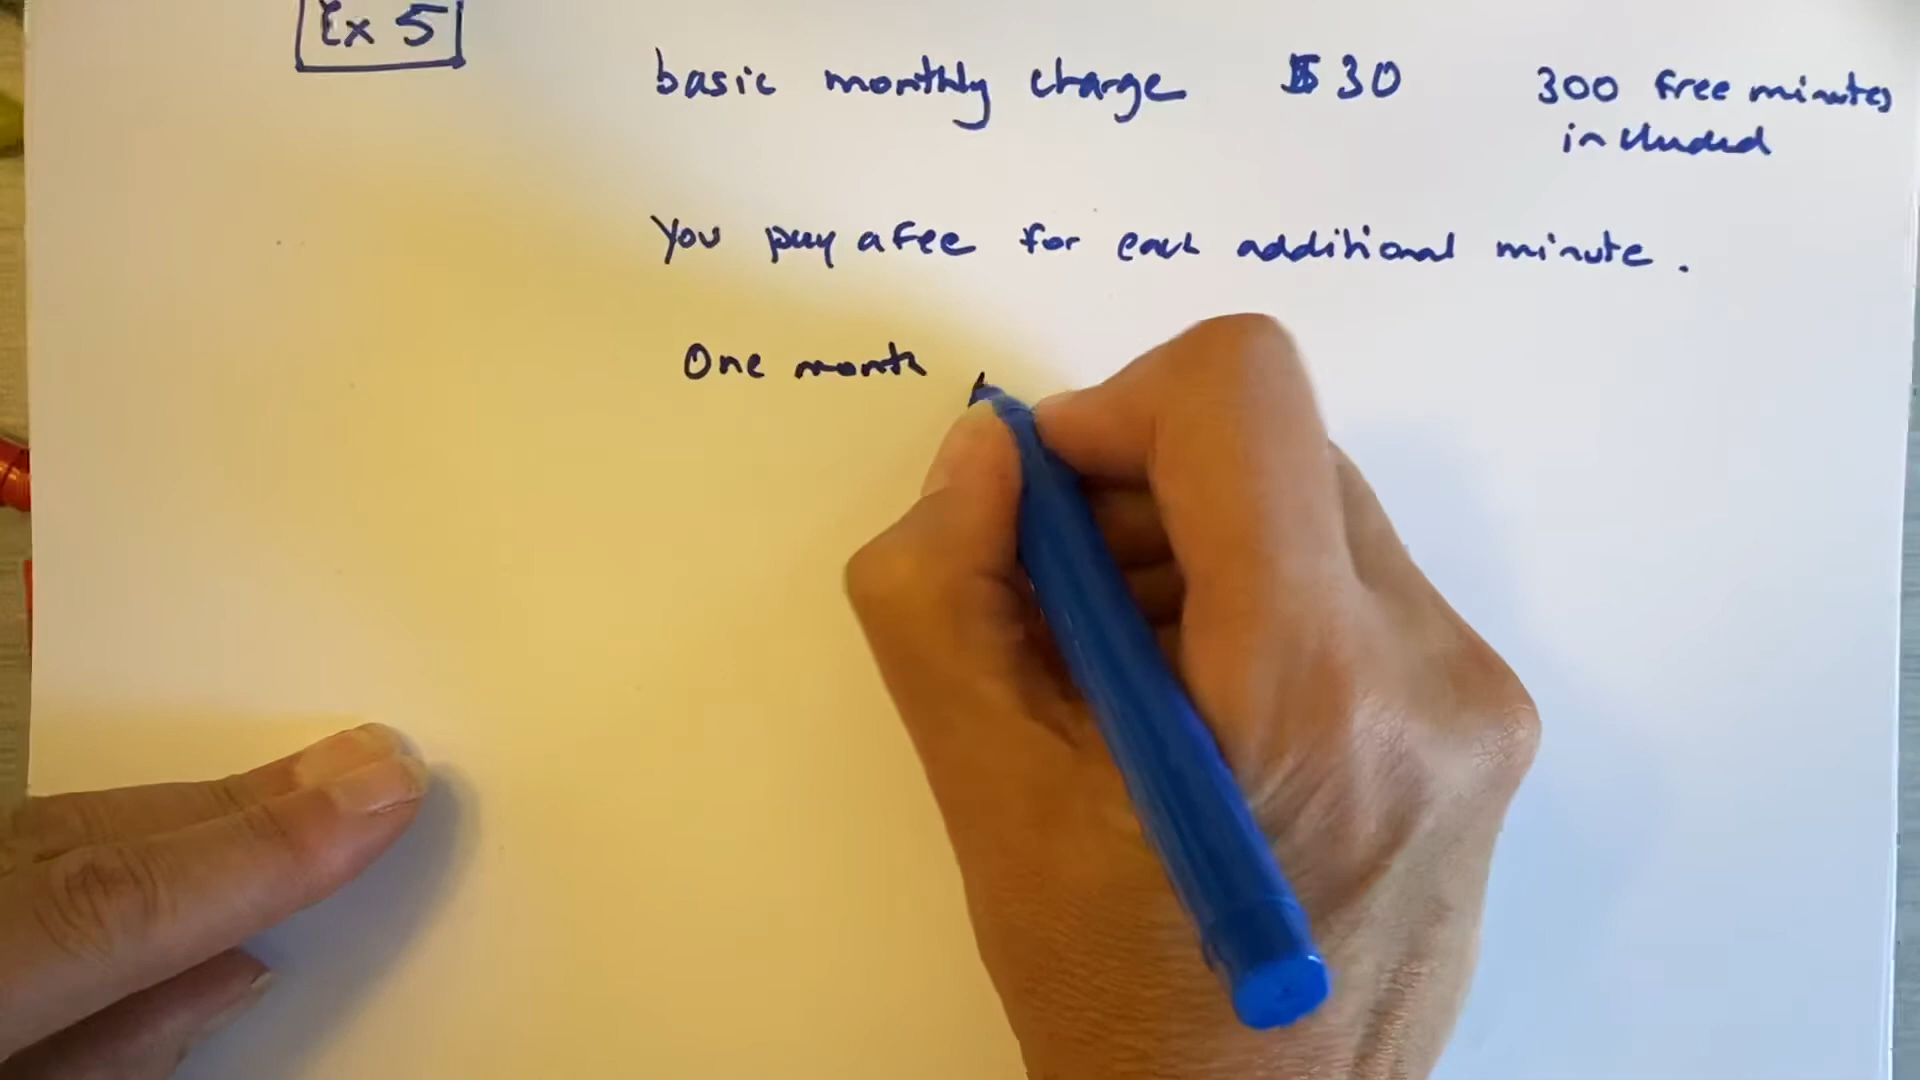 Ex 5
basic monthly charge $30 300 free minutes
included
You pay a fee for each additional minute.
One month